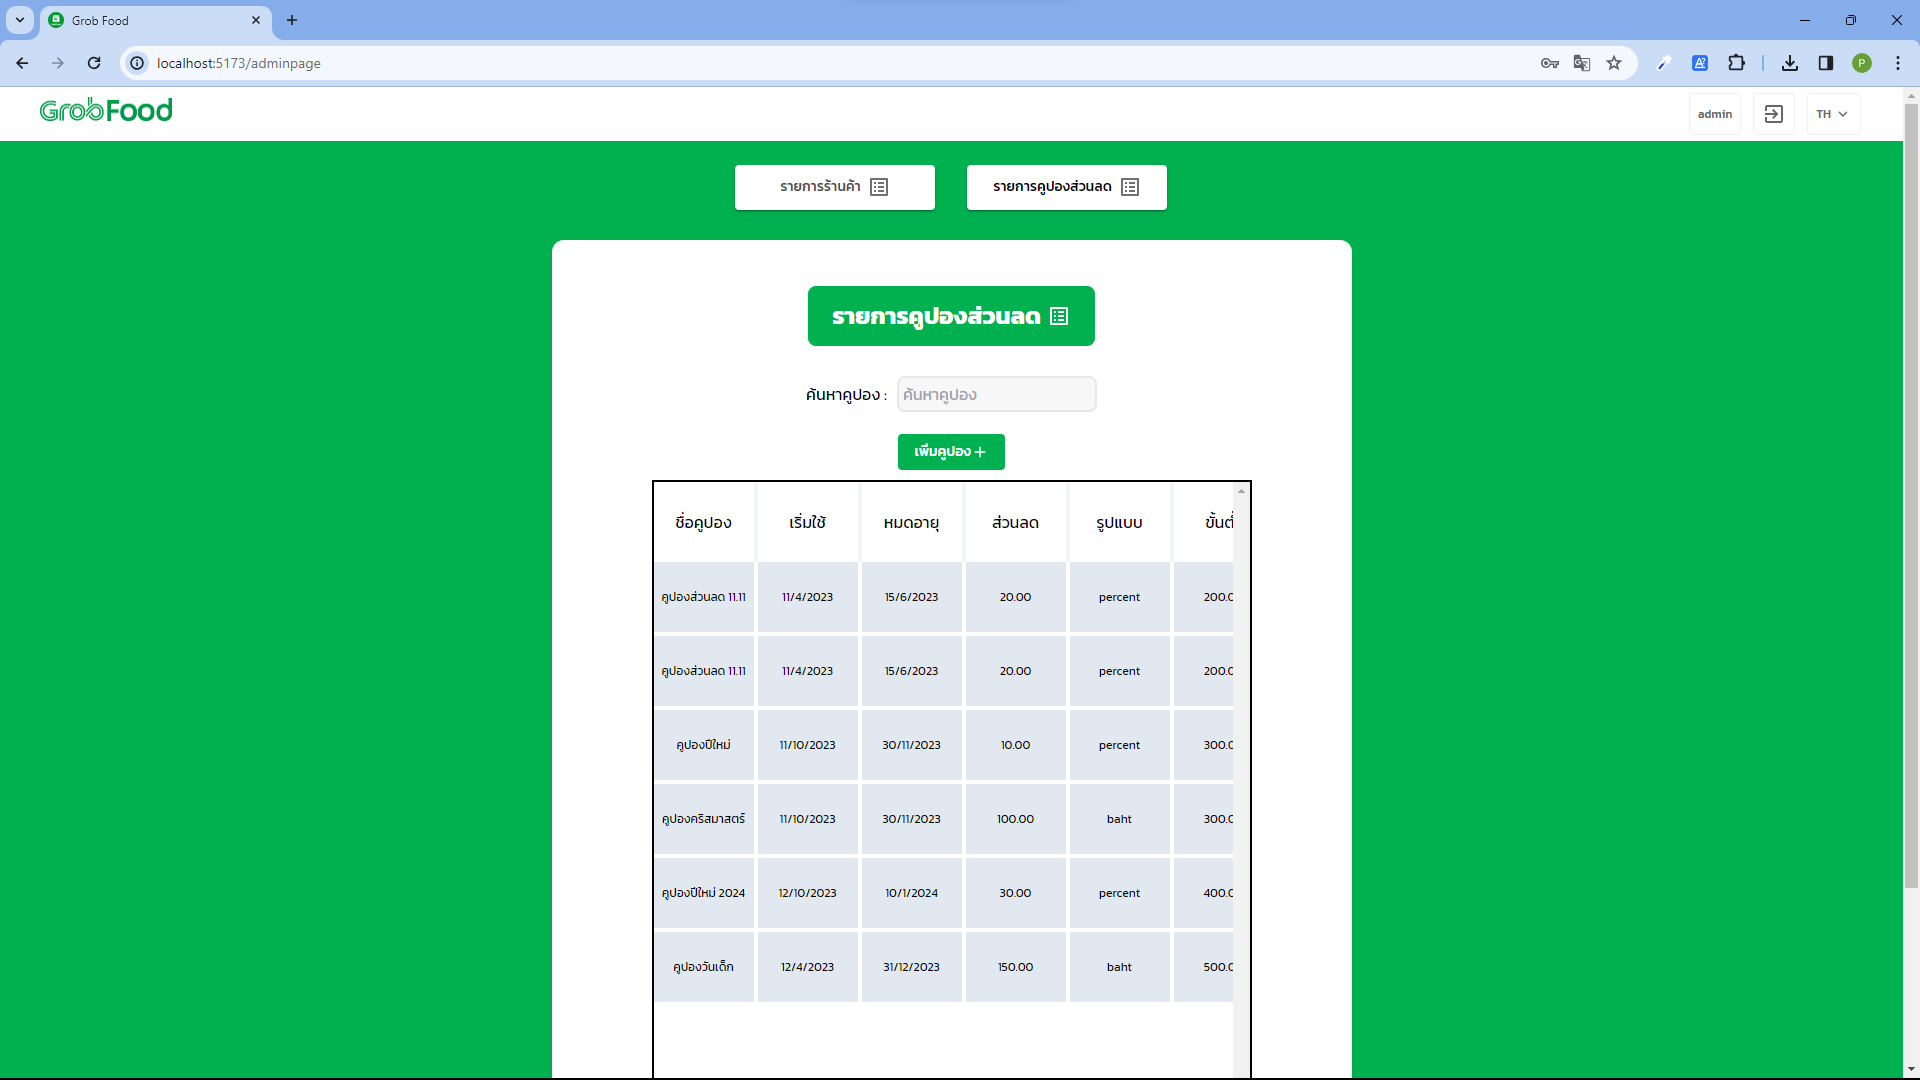 Grob Food
localhost:5173/adminpage
P
GrobFood
admin
TH
รายการร้านค้า
รายการคูปองส่วนลด
รายการคูปองส่วนลด
ค้นหาคูปอง : ค้นหาคูปอง
เพิ่มคูปอง +
ชื่อคูปอง เริ่มใช้ หมดอายุ ส่วนลด รูปแบบ
คูปองส่วนลด 11.11 11/4/2023 15/6/2023 20.00 percent 200.0
คูปองส่วนลด 11.11 11/4/2023 15/6/2023 20.00 percent 200.0
คูปองปีใหม่ 11/10/2023 30/11/2023 10.00 percent 300.0
คูปองคริสมาสตร์ 11/10/2023 30/11/2023 100.00 baht 300.0
คูปองปีใหม่ 2024 12/10/2023 10/1/2024 30.00 percent 400.0
คูปองวันเด็ก 12/4/2023 31/12/2023 150.00 baht 500.0